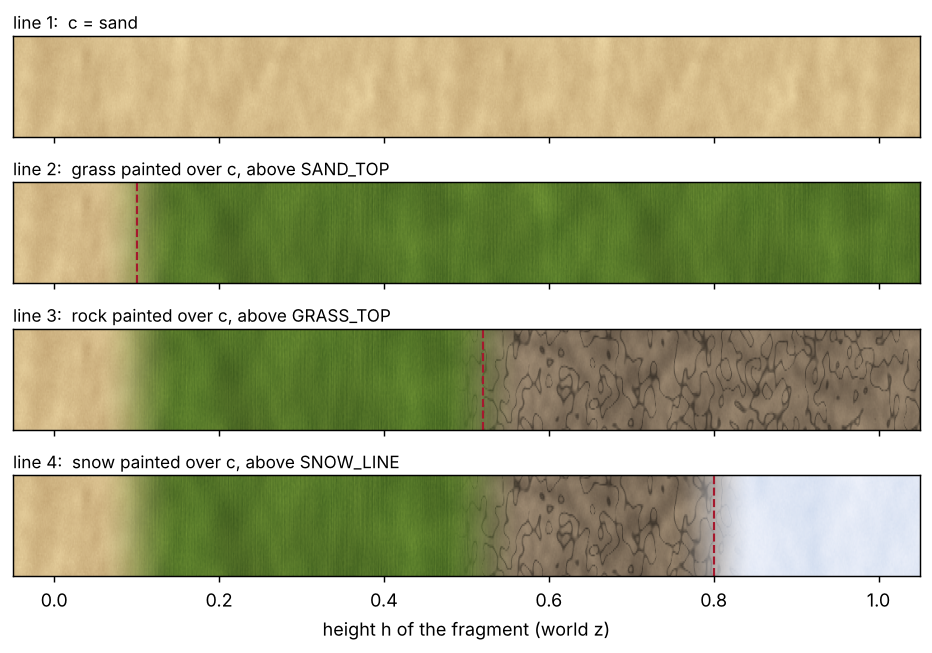 line 1:  c = sand
line 2:  grass painted over c, above SAND_TOP
line 3:  rock painted over c, above GRASS_TOP
line 4:  snow painted over c, above SNOW_LINE
0.0 0.2 0.4 0.6 0.8 1.0
height h of the fragment (world z)